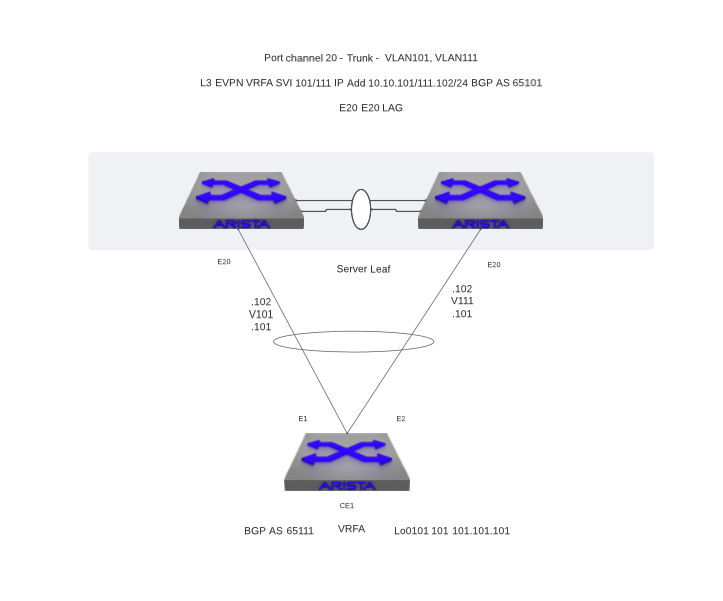 Port channel 20 - Trunk - VLAN101, VLAN111
L3 EVPN VRFA SVI 101/111 IP Add 10.10.101/111.102/24 BGP AS 65101
E20 E20 LAG
ARISTA
ARISTA
E20
Server Leaf
E20
.102
V101
.101
.102
V111
.101
E1
E2
ARISTA
CE1
BGP AS 65111
VRFA
Lo0101 101 101.101.101